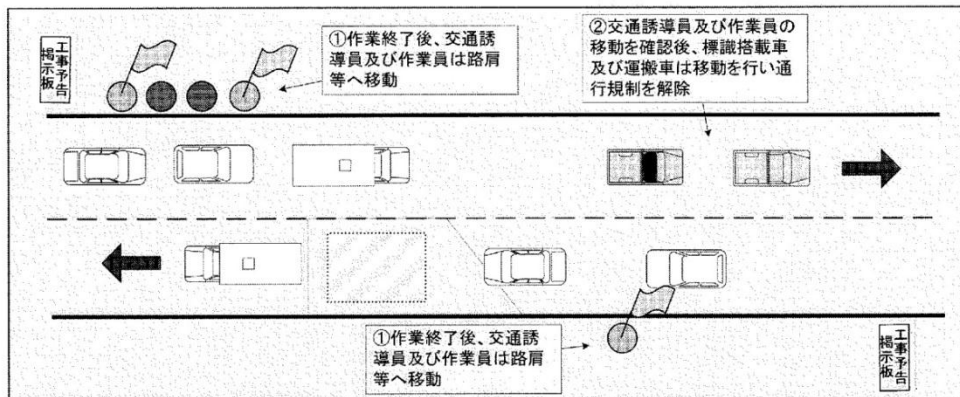 工事予告
掲示板
①作業終了後、交通誘
導員及び作業員は路肩
等へ移動
②交通誘導員及び作業員の
移動を確認後、標識搭載車
及び運搬車は移動を行い通
行規制を解除
①作業終了後、交通誘
導員及び作業員は路肩
等へ移動
工事予告
掲示板